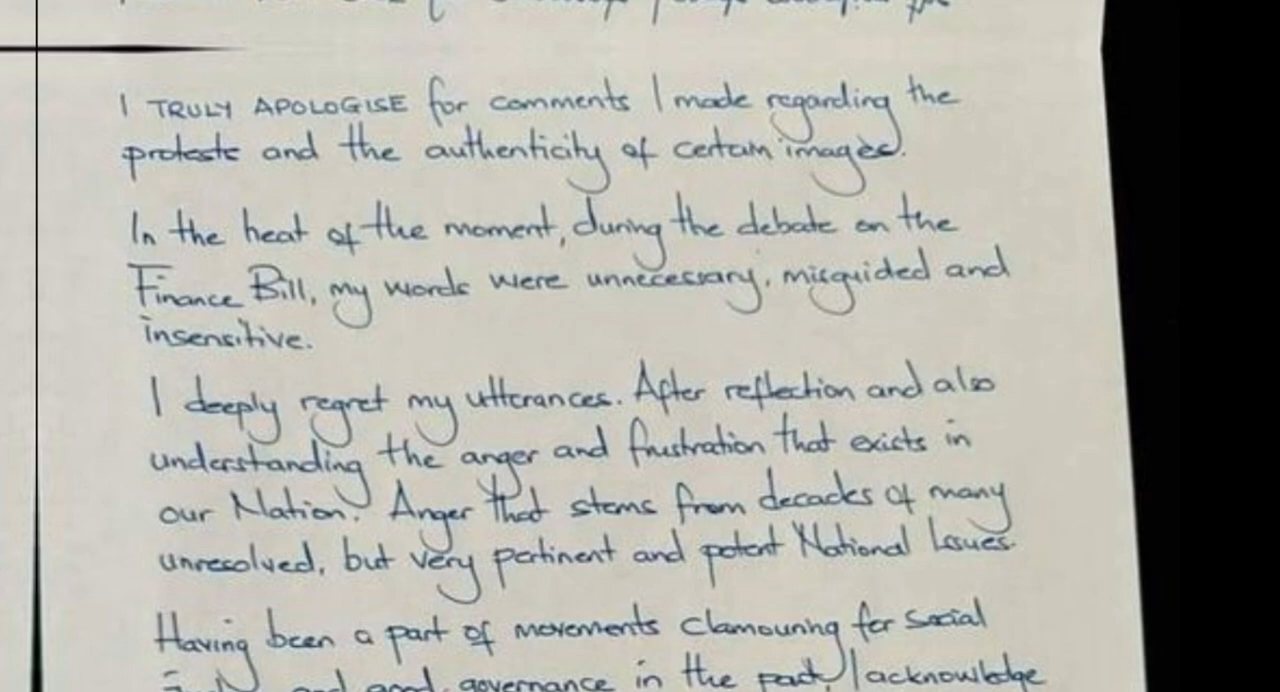 I TRULY APOLOGISE for comments I made regarding the
protests and the authenticity of certain images.
In the heat of the moment, during the debate on the
Finance Bill, my words were unnecessary, misguided and
insensitive.
I deeply regret my utterances. After reflection and also
understanding the anger and frustration that exists in
our Nation. Anger that stems from decades of many
unresolved, but very pertinent and potent National Issues.
Having been a part of movements clamouring for social
and good governance in the past, I acknowledge